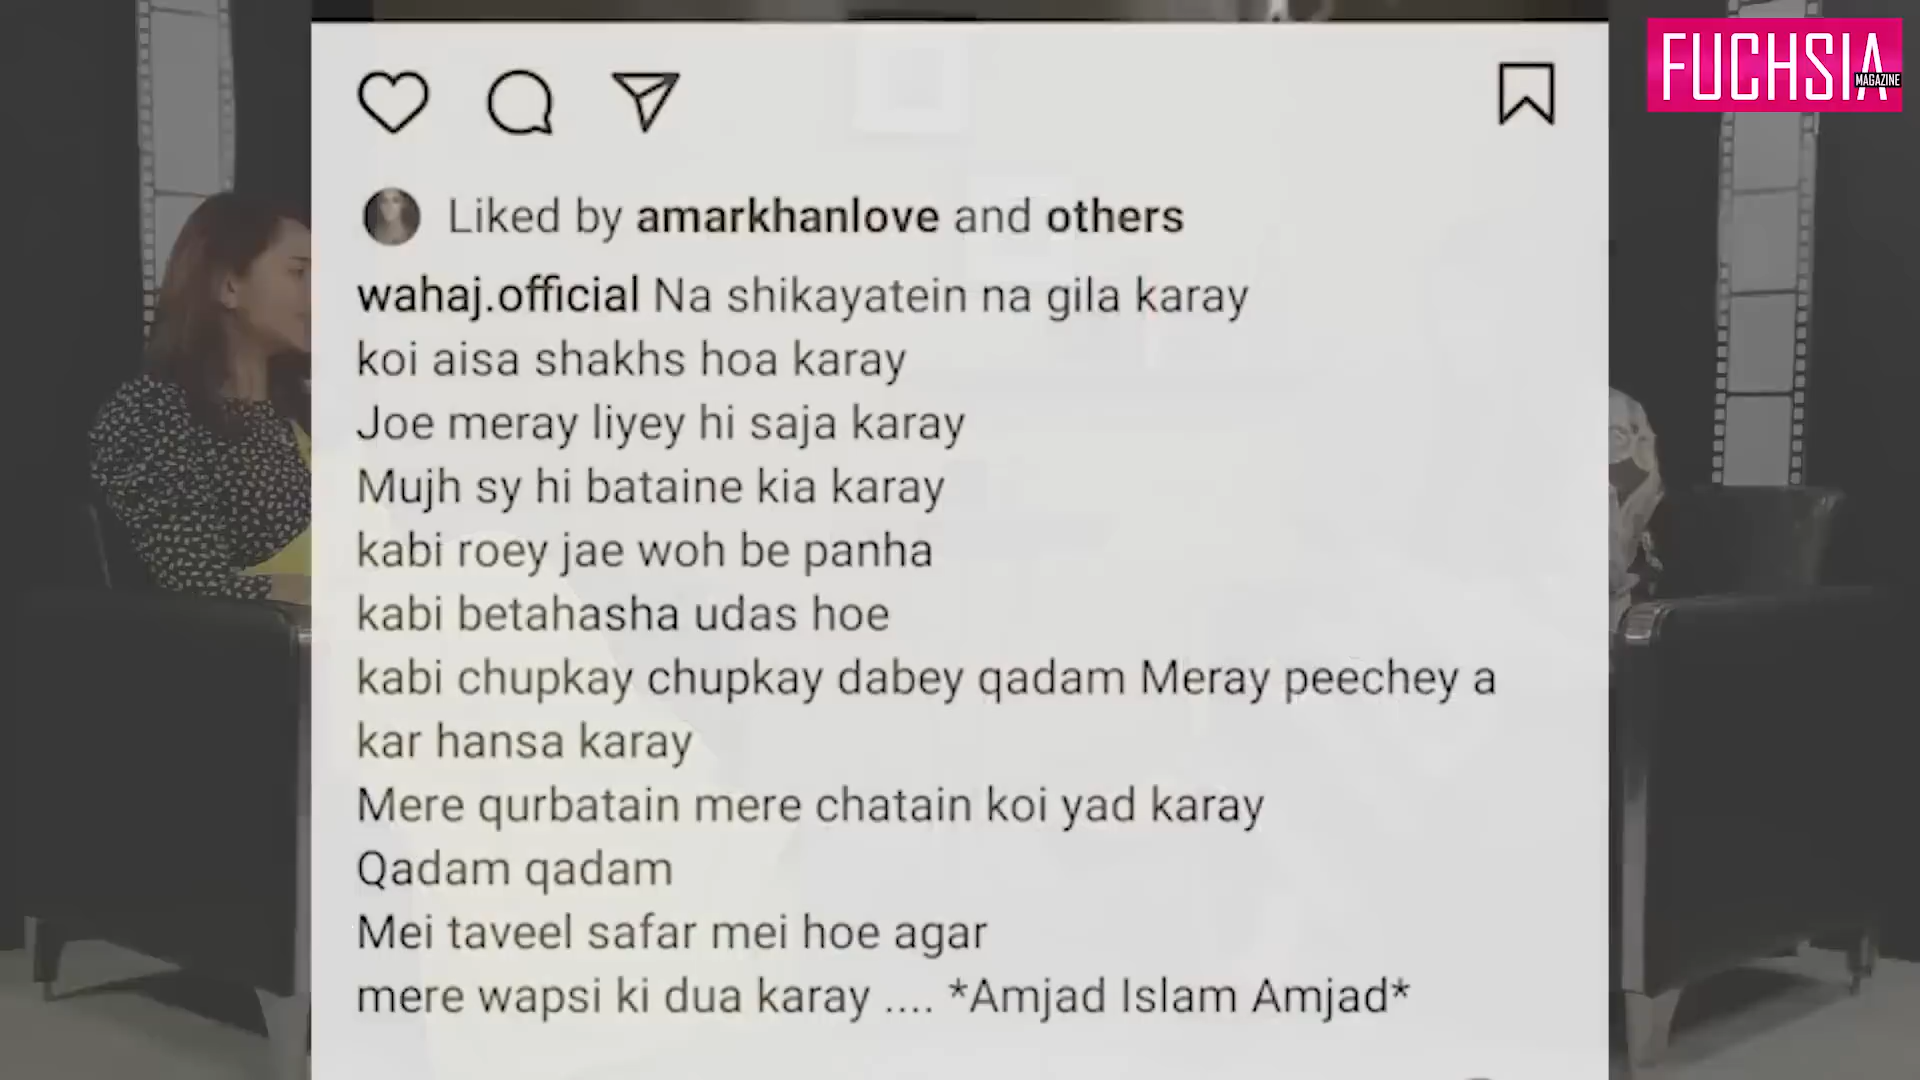 FUCHSIA
MAGAZINE
Liked by amarkhanlove and others
wahaj.official Na shikayatein na gila karay
koi aisa shakhs hoa karay
Joe meray liyey hi saja karay
Mujh sy hi bataine kia karay
kabi roey jae woh be panha
kabi betahasha udas hoe
kabi chupkay chupkay dabey qadam Meray peechey a
kar hansa karay
Mere qurbatain mere chatain koi yad karay
Qadam qadam
Mei taveel safar mei hoe agar
mere wapsi ki dua karay .... *Amjad Islam Amjad*